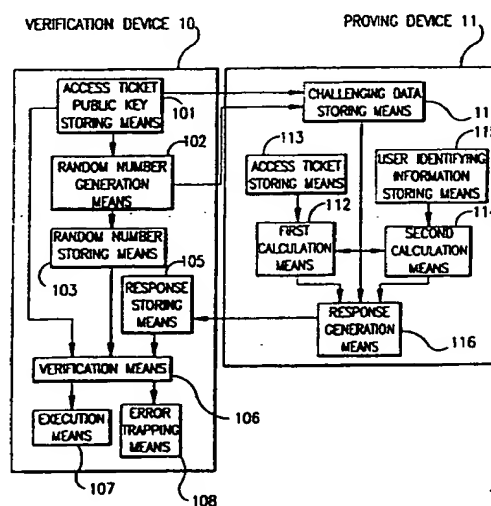 VERIFICATION DEVICE 10
PROVING DEVICE 11
ACCESS TICKET
PUBLIC KEY
STORING MEANS
101
CHALLENGING DATA
STORING MEANS
102
RANDOM NUMBER
GENERATION
MEANS
113
ACCESS TICKET
STORING MEANS
USER IDENTIFYING
INFORMATION
STORING MEANS
112
RANDOM NUMBER
STORING MEANS
103
105
FIRST
CALCULATION
MEANS
SECOND
CALCULATION
MEANS
RESPONSE
STORING
MEANS
RESPONSE
GENERATION
MEANS
116
VERIFICATION MEANS
106
EXECUTION
MEANS
ERROR
TRAPPING
MEANS
107
108